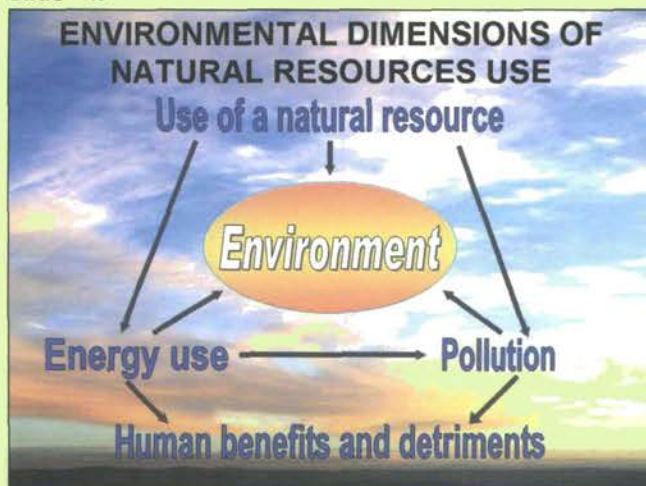 ENVIRONMENTAL DIMENSIONS OF
NATURAL RESOURCES USE
Use of a natural resource
Environment
Energy use
Pollution
Human benefits and detriments